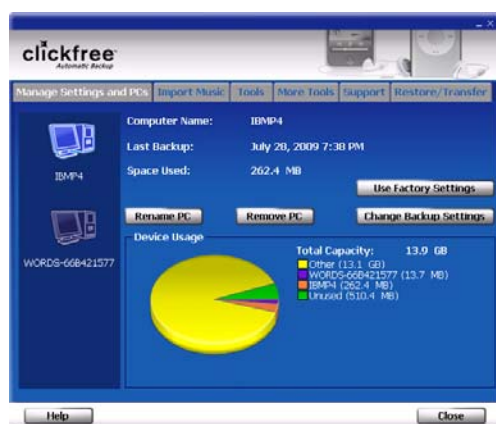 clickfree
Automatic Backup
Manage Settings and PCs Import Music Tools More Tools Support Restore/Transfer
IBMP4
WORDS-66B421577
Computer Name: IBMP4
Last Backup: July 28, 2009 7:38 PM
Space Used: 262.4 MB
Use Factory Settings
Rename PC Remove PC Change Backup Settings
Device Usage
Total Capacity: 13.9 GB
Other (13.1 GB)
WORDS-66B421577 (13.7 MB)
IBMP4 (262.4 MB)
Unused (510.4 MB)
Help Close